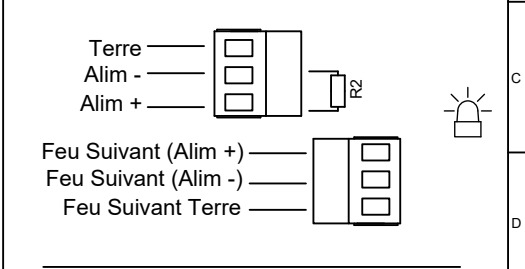 Terre
Alim -
Alim +
R2
Feu Suivant (Alim +)
Feu Suivant (Alim -)
Feu Suivant Terre
C
D